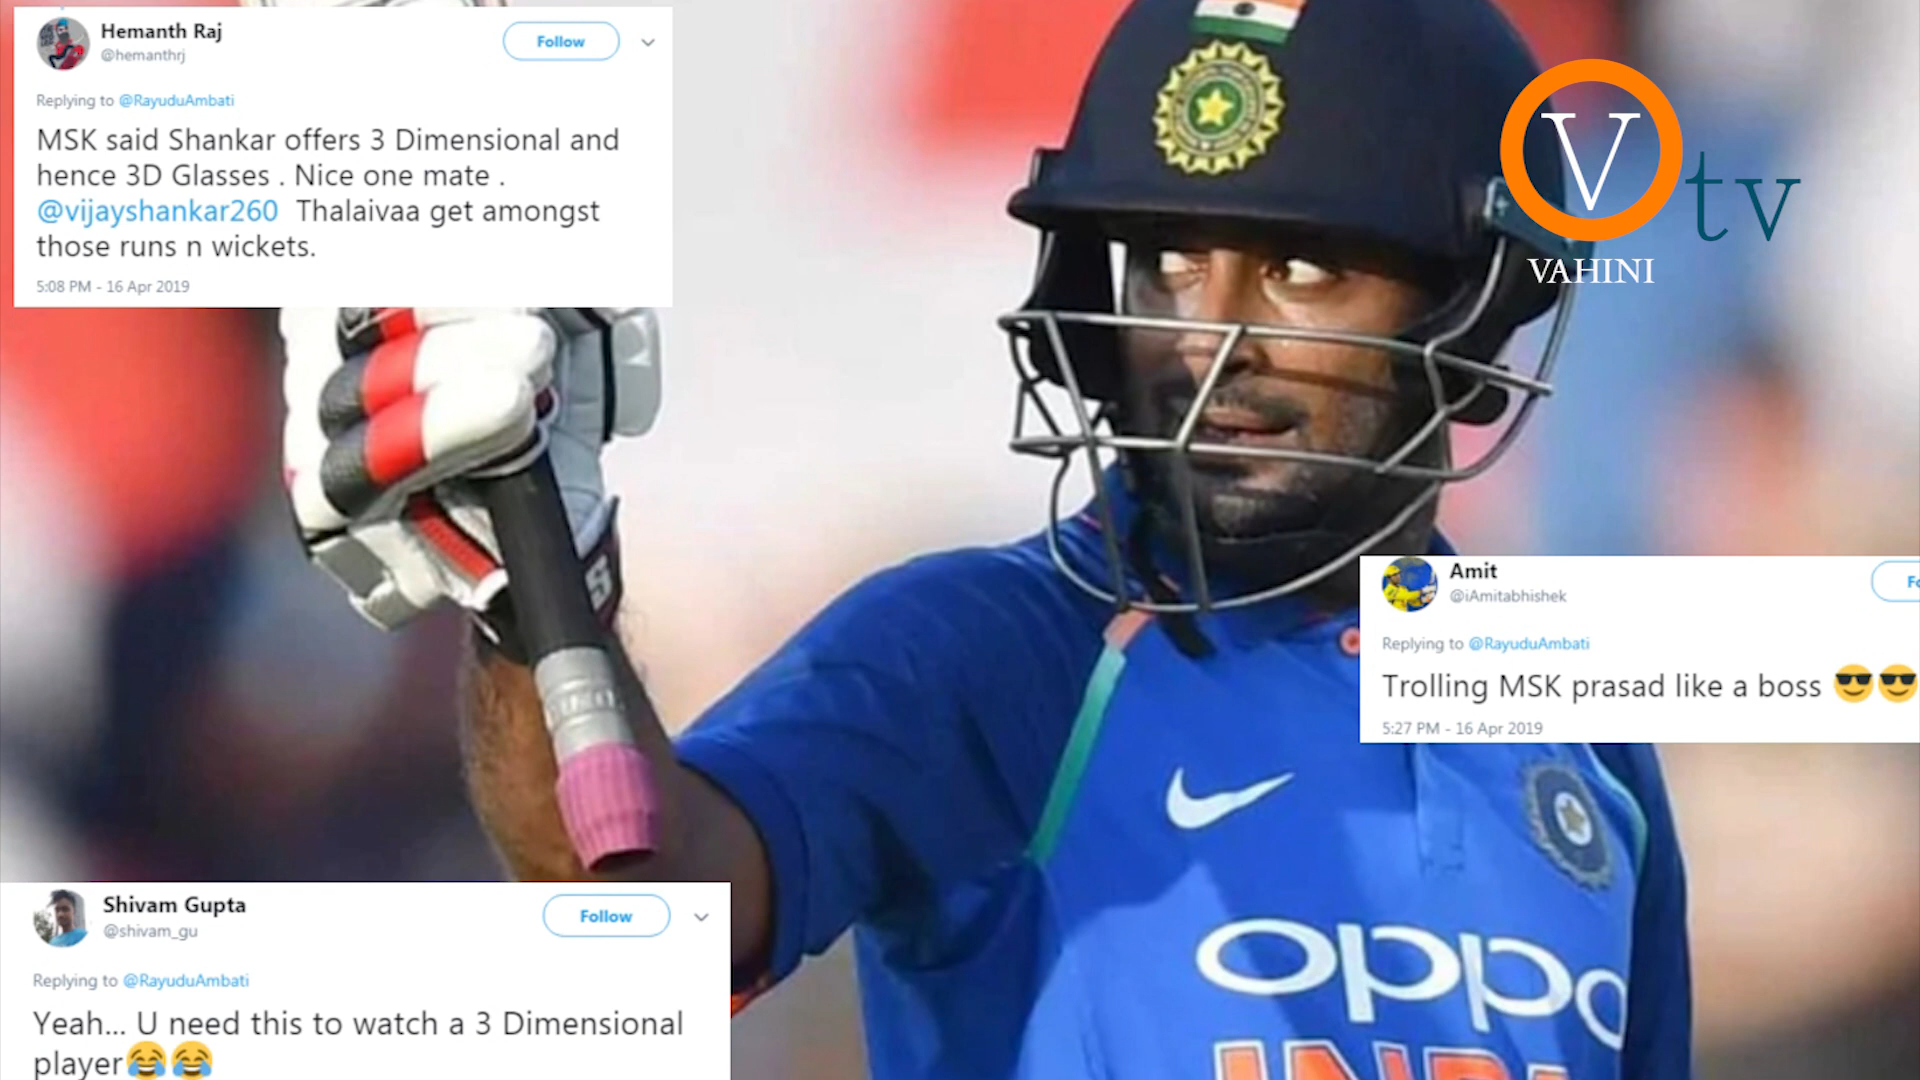 Hemanth Raj
@hemanthrj
Follow
Replying to @RayuduAmbati
MSK said Shankar offers 3 Dimensional and
hence 3D Glasses . Nice one mate .
@vijayshankar260 Thalaivaa get amongst
those runs n wickets.
5:08 PM - 16 Apr 2019
V tv
VAHINI
Amit
@iAmitabhishek
Replying to @RayuduAmbati
Trolling MSK prasad like a boss 😎😎
5:27 PM - 16 Apr 2019
oppo
INDIA
Shivam Gupta
@shivam_gu
Follow
Replying to @RayuduAmbati
Yeah... U need this to watch a 3 Dimensional
player😂😂